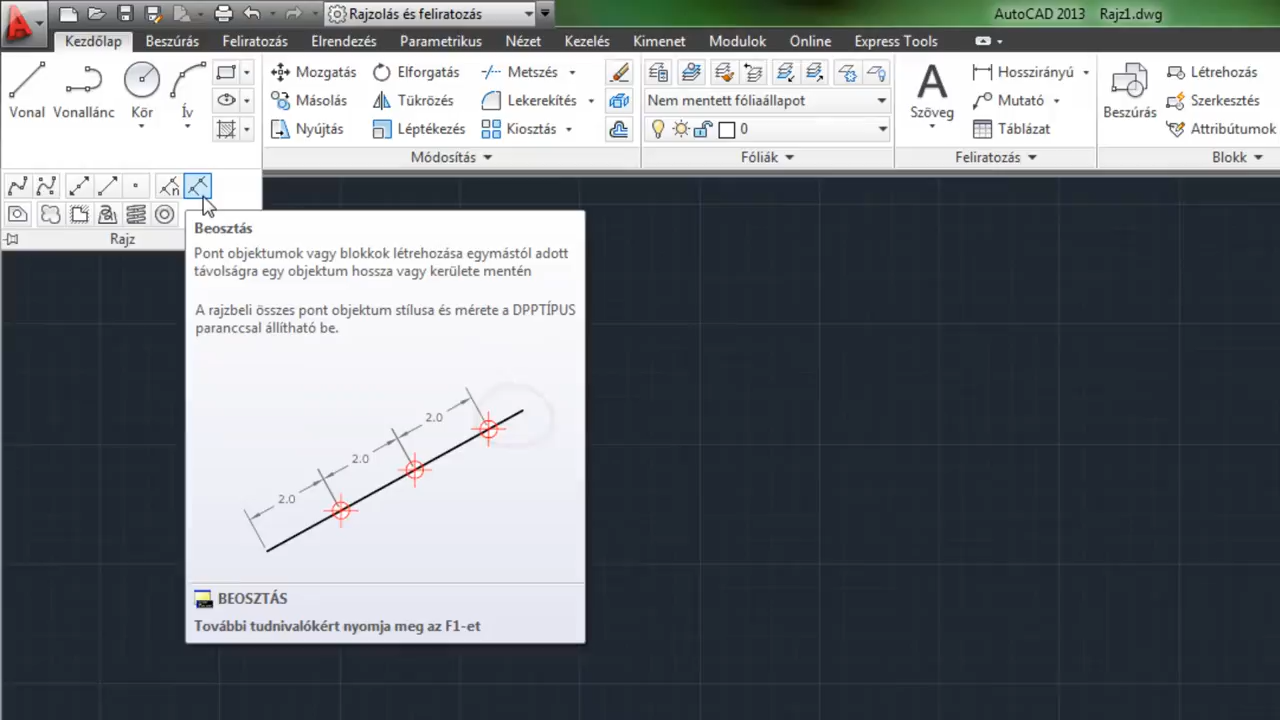 Rajzolás és feliratozás
AutoCAD 2013 Rajz1.dwg
Kezdőlap Beszúrás Feliratozás Elrendezés Parametrikus Nézet Kezelés Kimenet Modulok Online Express Tools
Vonal Vonallánc Kör Ív
Mozgatás Elforgatás Metszés
Másolás Tükrözés Lekerekítés
Nyújtás Léptékezés Kiosztás
Módosítás
Nem mentett fóliaállapot
0
Fóliák
Szöveg
Hosszirányú
Mutató
Táblázat
Feliratozás
Beszúrás
Létrehozás
Szerkesztés
Attribútumok
Blokk
n
Rajz
Beosztás
Pont objektumok vagy blokkok létrehozása egymástól adott
távolságra egy objektum hossza vagy kerülete mentén
A rajzbeli összes pont objektum stílusa és mérete a DPPTÍPUS
paranccsal állítható be.
2.0
2.0
2.0
BEOSZTÁS
További tudnivalókért nyomja meg az F1-et